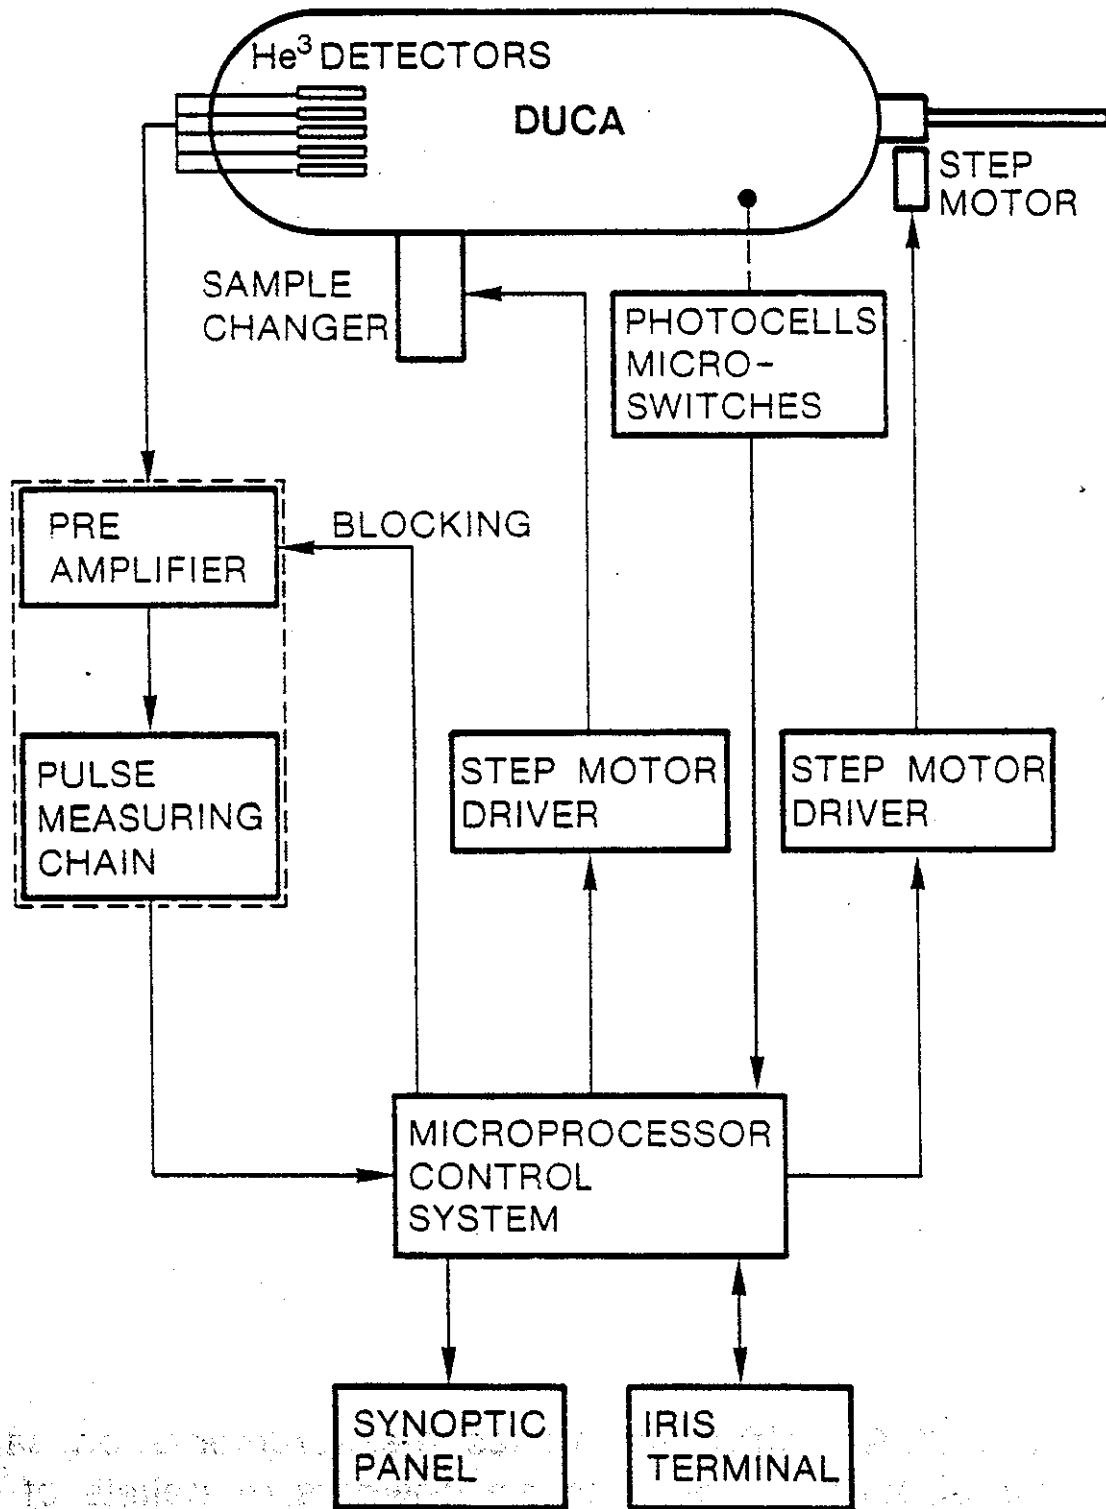 He³ DETECTORS
DUCA
STEP
MOTOR
SAMPLE
CHANGER
PHOTOCELLS
MICRO-
SWITCHES
PRE
AMPLIFIER
BLOCKING
PULSE
MEASURING
CHAIN
STEP MOTOR
DRIVER
STEP MOTOR
DRIVER
MICROPROCESSOR
CONTROL
SYSTEM
SYNOPTIC
PANEL
IRIS
TERMINAL